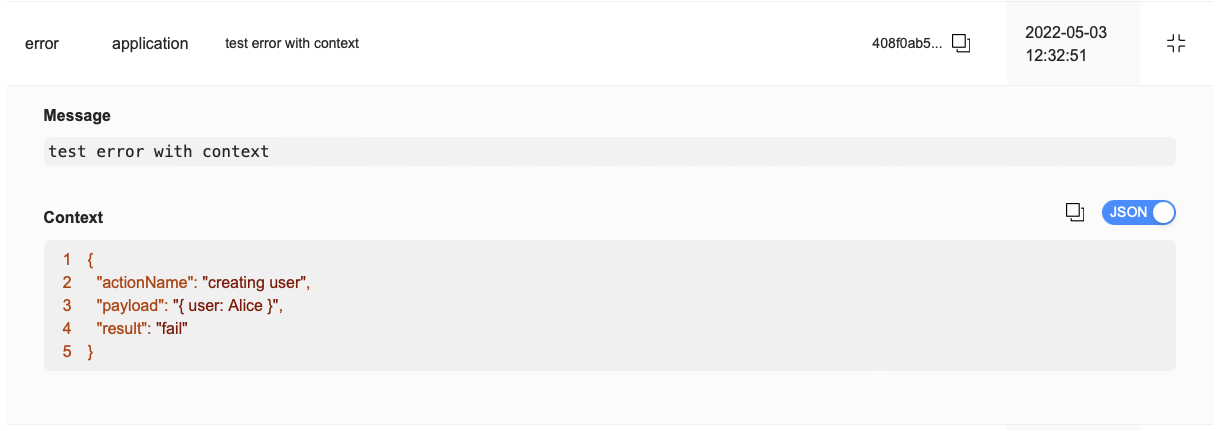 error application test error with context 408f0ab5... 2022-05-03
12:32:51
Message
test error with context
Context JSON
1 {
2 "actionName": "creating user",
3 "payload": "{ user: Alice }",
4 "result": "fail"
5 }